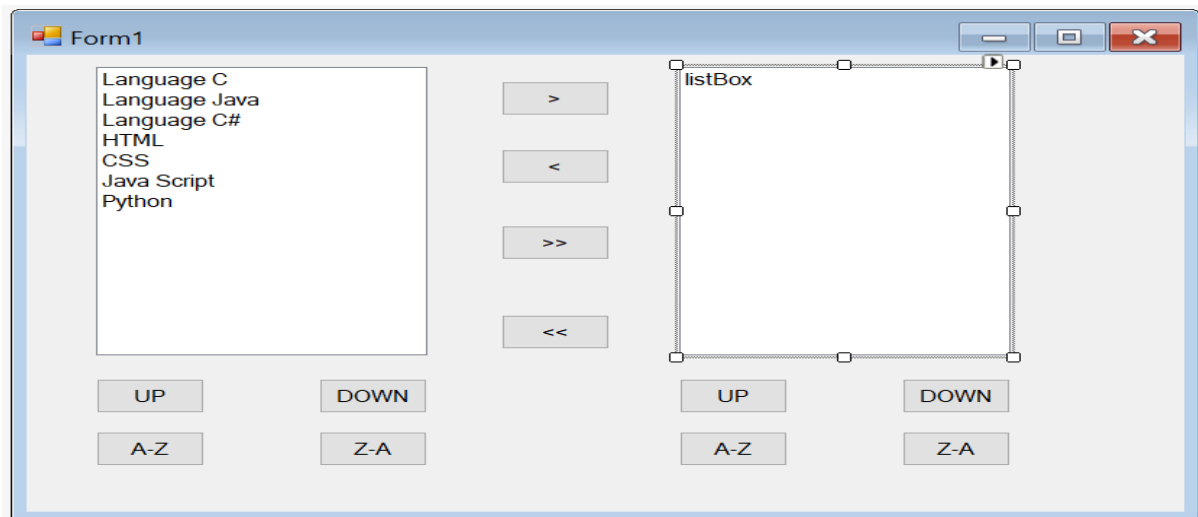 Form1
Language C
Language Java
Language C#
HTML
CSS
Java Script
Python
>
<
>>
<<
listBox
UP
DOWN
UP
DOWN
A-Z
Z-A
A-Z
Z-A